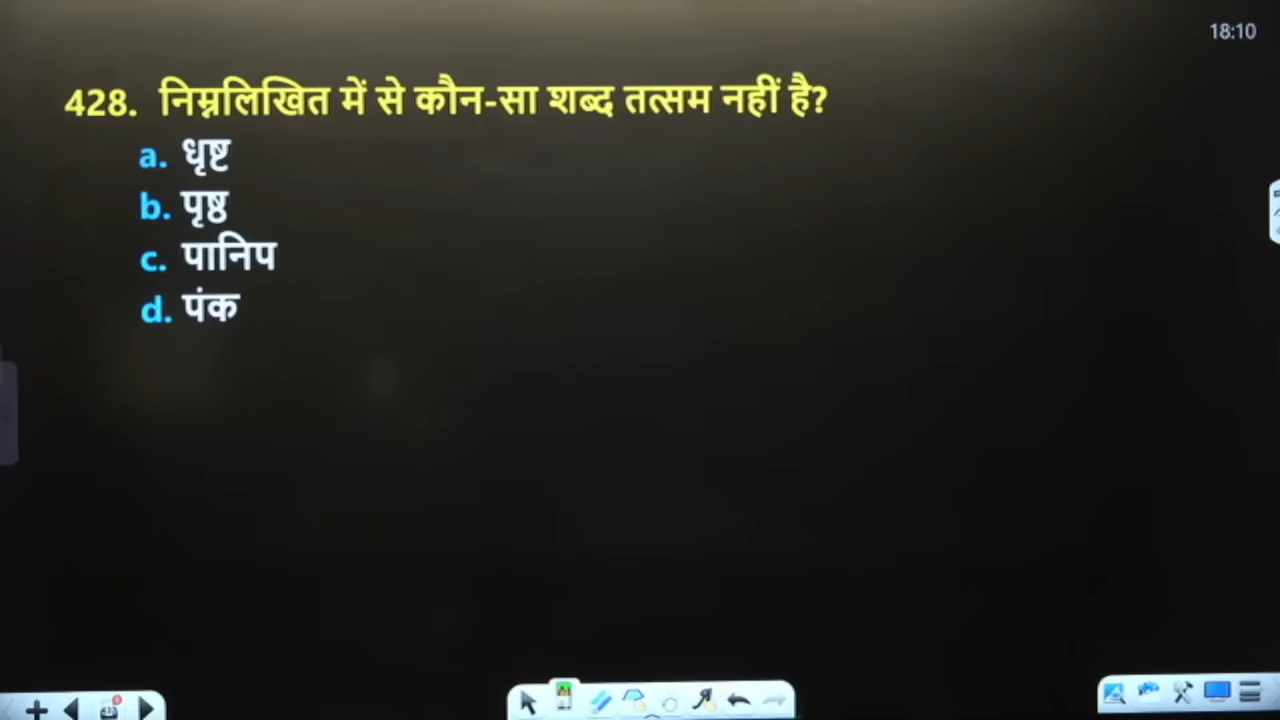 18:10
428. निम्नलिखित में से कौन-सा शब्द तत्सम नहीं है?
a. धृष्ट
b. पृष्ठ
c. पानिप
d. पंक